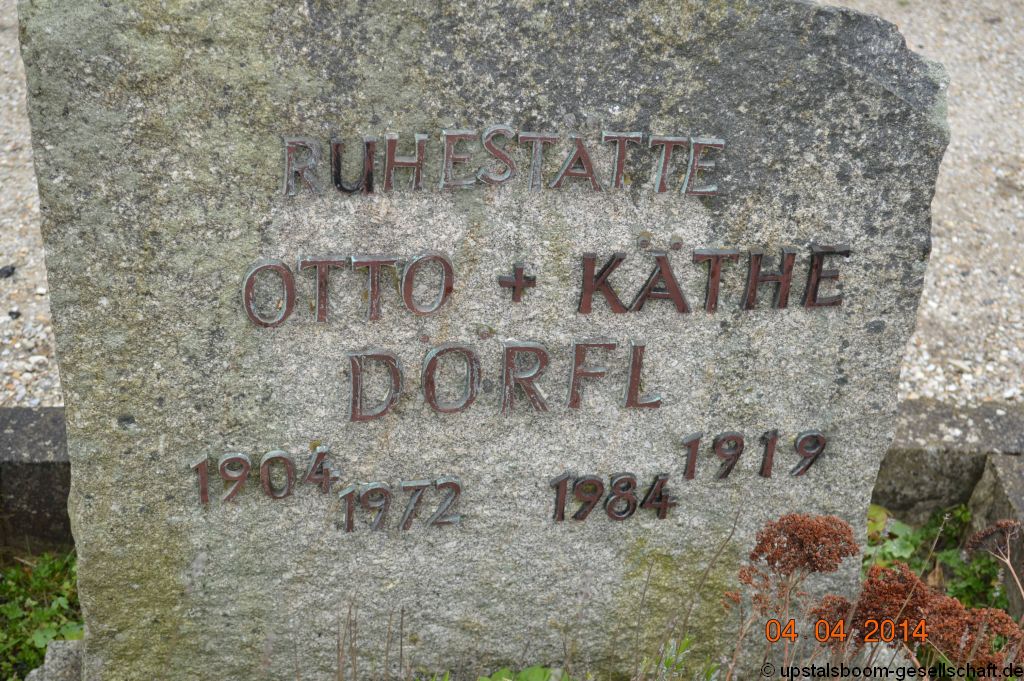 RUHESTÄTTE
OTTO + KÄTHE
DÖRFL
1904 1972 1984 1919
04 04 2014
© upstalsboom-gesellschaft.de